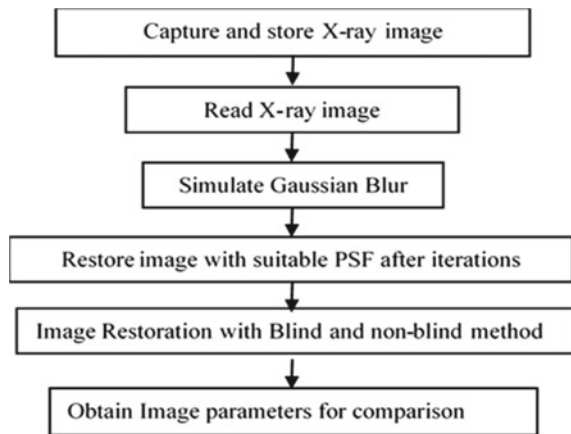 Capture and store X-ray image
Read X-ray image
Simulate Gaussian Blur
Restore image with suitable PSF after iterations
Image Restoration with Blind and non-blind method
Obtain Image parameters for comparison